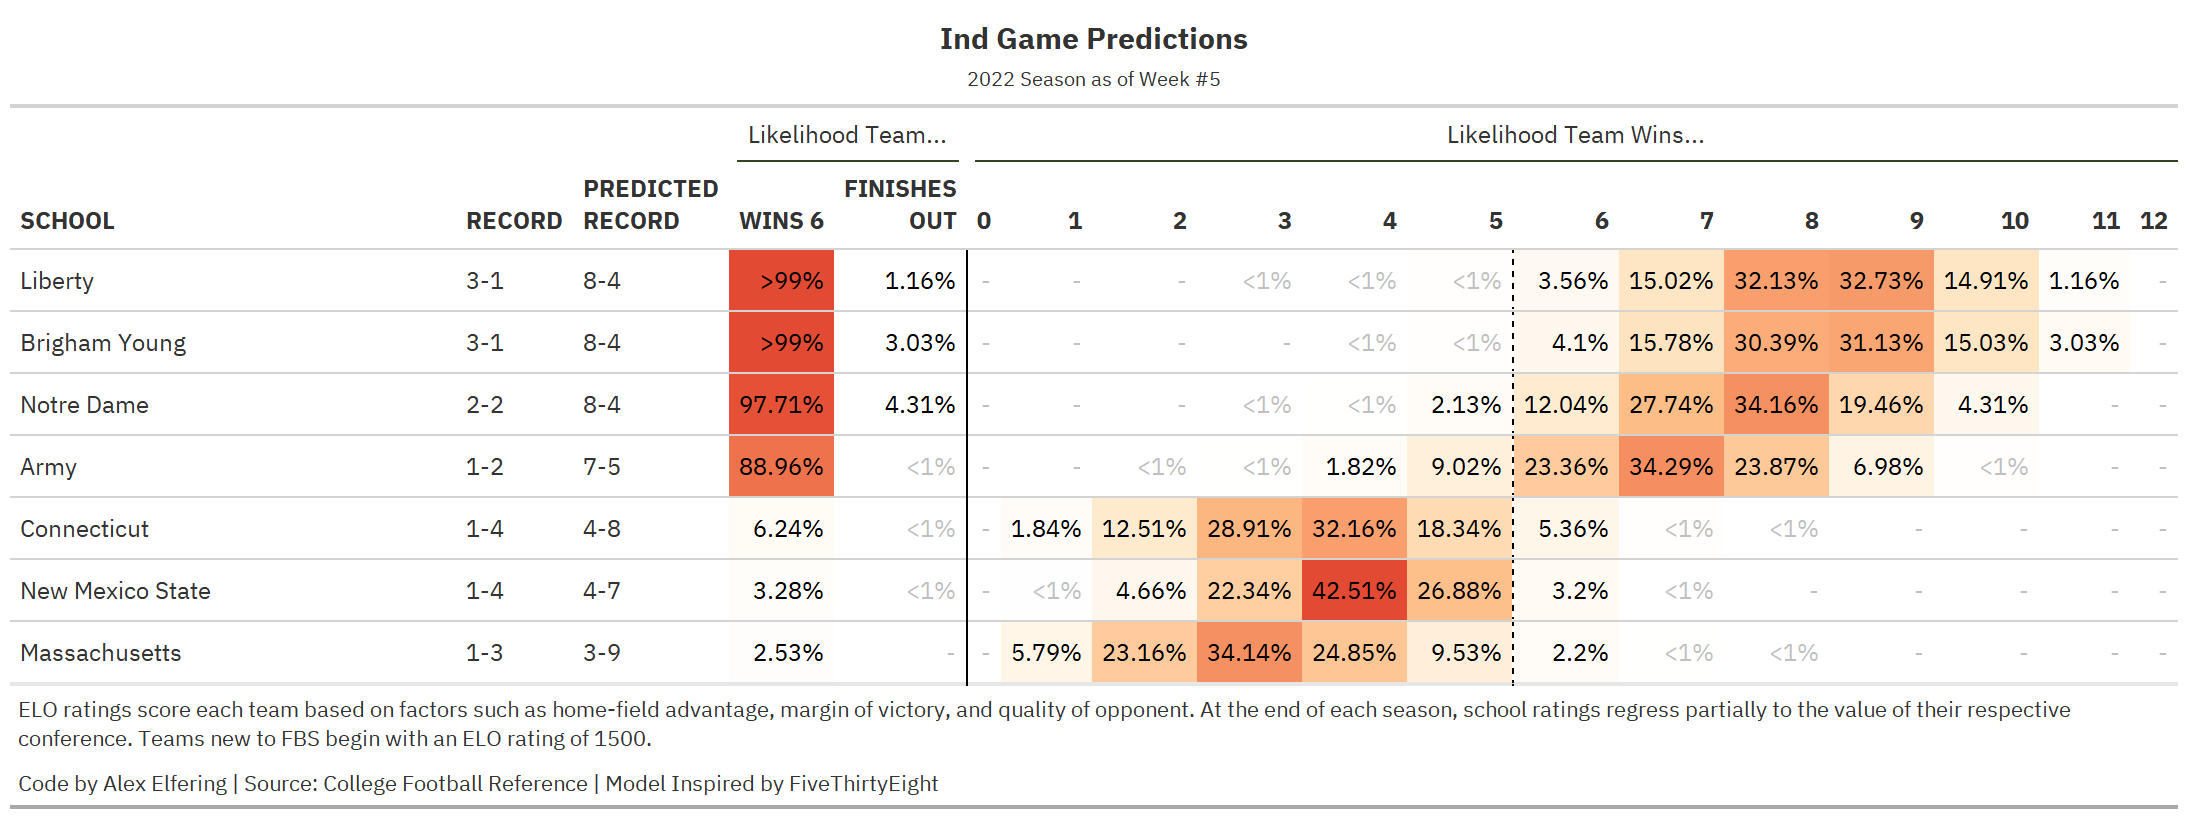 Ind Game Predictions
2022 Season as of Week #5
Likelihood Team... Likelihood Team Wins...
SCHOOL RECORD PREDICTED RECORD WINS 6 FINISHES OUT 0 1 2 3 4 5 6 7 8 9 10 11 12
Liberty 3-1 8-4 >99% 1.16% - - - <1% <1% <1% 3.56% 15.02% 32.13% 32.73% 14.91% 1.16% -
Brigham Young 3-1 8-4 >99% 3.03% - - - - <1% <1% 4.1% 15.78% 30.39% 31.13% 15.03% 3.03% -
Notre Dame 2-2 8-4 97.71% 4.31% - - - <1% <1% 2.13% 12.04% 27.74% 34.16% 19.46% 4.31% - -
Army 1-2 7-5 88.96% <1% - - <1% <1% 1.82% 9.02% 23.36% 34.29% 23.87% 6.98% <1% - -
Connecticut 1-4 4-8 6.24% <1% - 1.84% 12.51% 28.91% 32.16% 18.34% 5.36% <1% <1% - - - -
New Mexico State 1-4 4-7 3.28% <1% - <1% 4.66% 22.34% 42.51% 26.88% 3.2% <1% - - - - -
Massachusetts 1-3 3-9 2.53% - - 5.79% 23.16% 34.14% 24.85% 9.53% 2.2% <1% <1% - - - -
ELO ratings score each team based on factors such as home-field advantage, margin of victory, and quality of opponent. At the end of each season, school ratings regress partially to the value of their respective
conference. Teams new to FBS begin with an ELO rating of 1500.
Code by Alex Elfering | Source: College Football Reference | Model Inspired by FiveThirtyEight